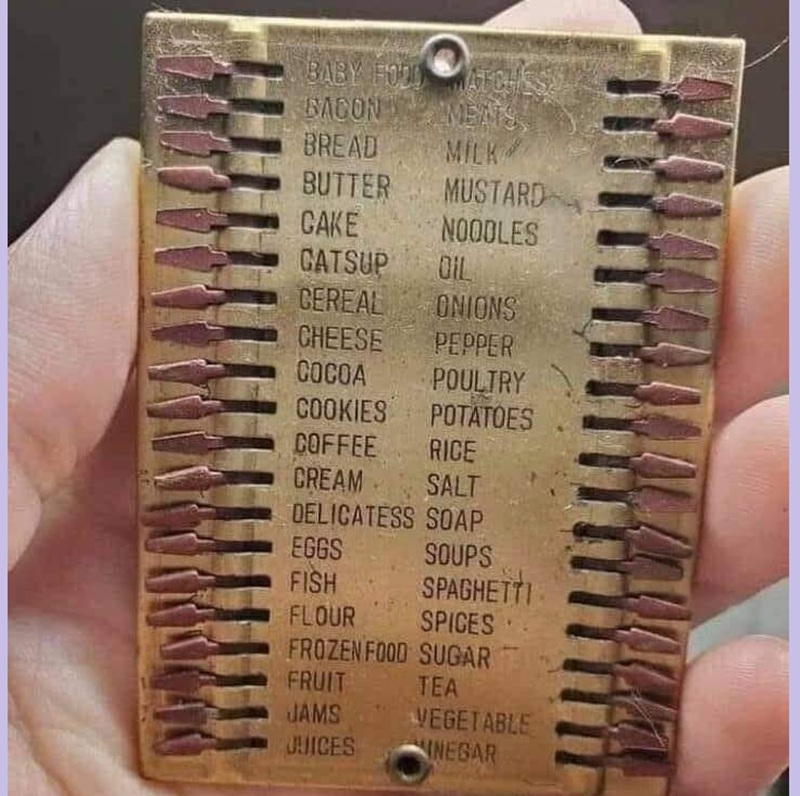 BABY FOOD MATCHES
BACON MEATS
BREAD MILK
BUTTER MUSTARD
CAKE NOODLES
CATSUP OIL
CEREAL ONIONS
CHEESE PEPPER
COCOA POULTRY
COOKIES POTATOES
COFFEE RICE
CREAM SALT
DELICATESS SOAP
EGGS SOUPS
FISH SPAGHETTI
FLOUR SPICES
FROZEN FOOD SUGAR
FRUIT TEA
JAMS VEGETABLE
JUICES VINEGAR